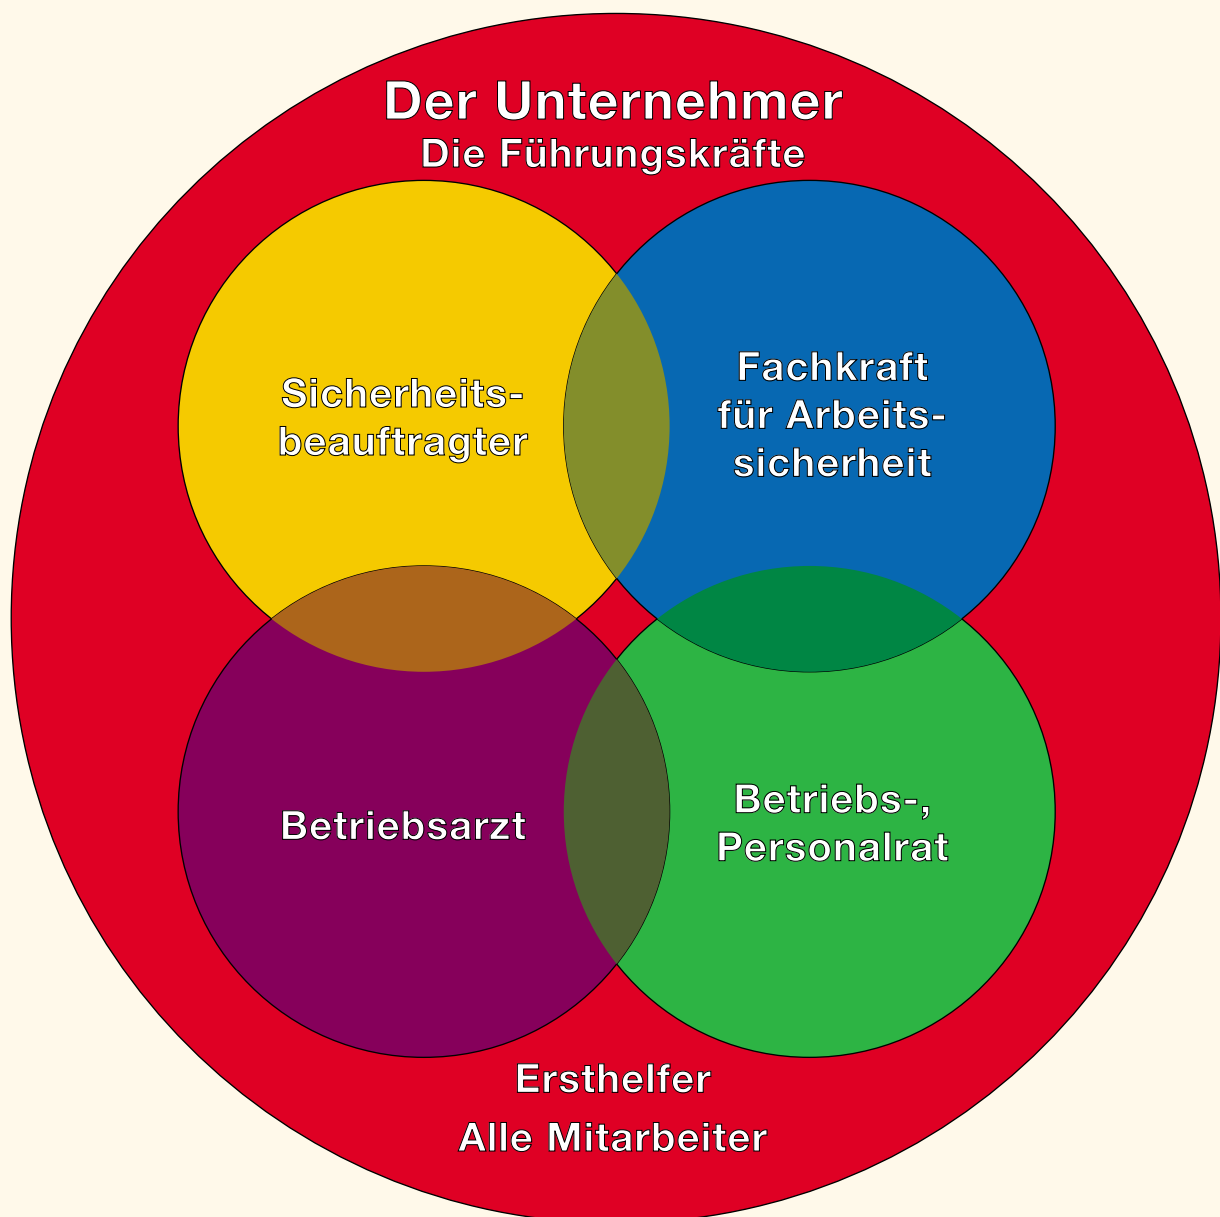 Der Unternehmer
Die Führungskräfte
Sicherheits-
beauftragter
Fachkraft
für Arbeits-
sicherheit
Betriebsarzt
Betriebs-,
Personalrat
Ersthelfer
Alle Mitarbeiter